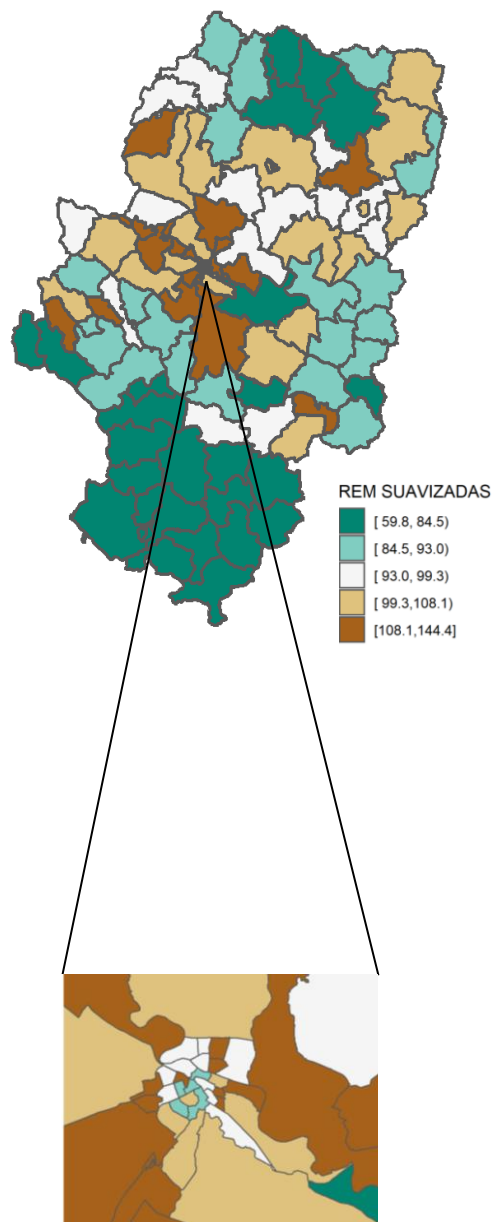 REM SUAVIZADAS
[ 59.8, 84.5)
[ 84.5, 93.0)
[ 93.0, 99.3)
[ 99.3,108.1)
[108.1,144.4]